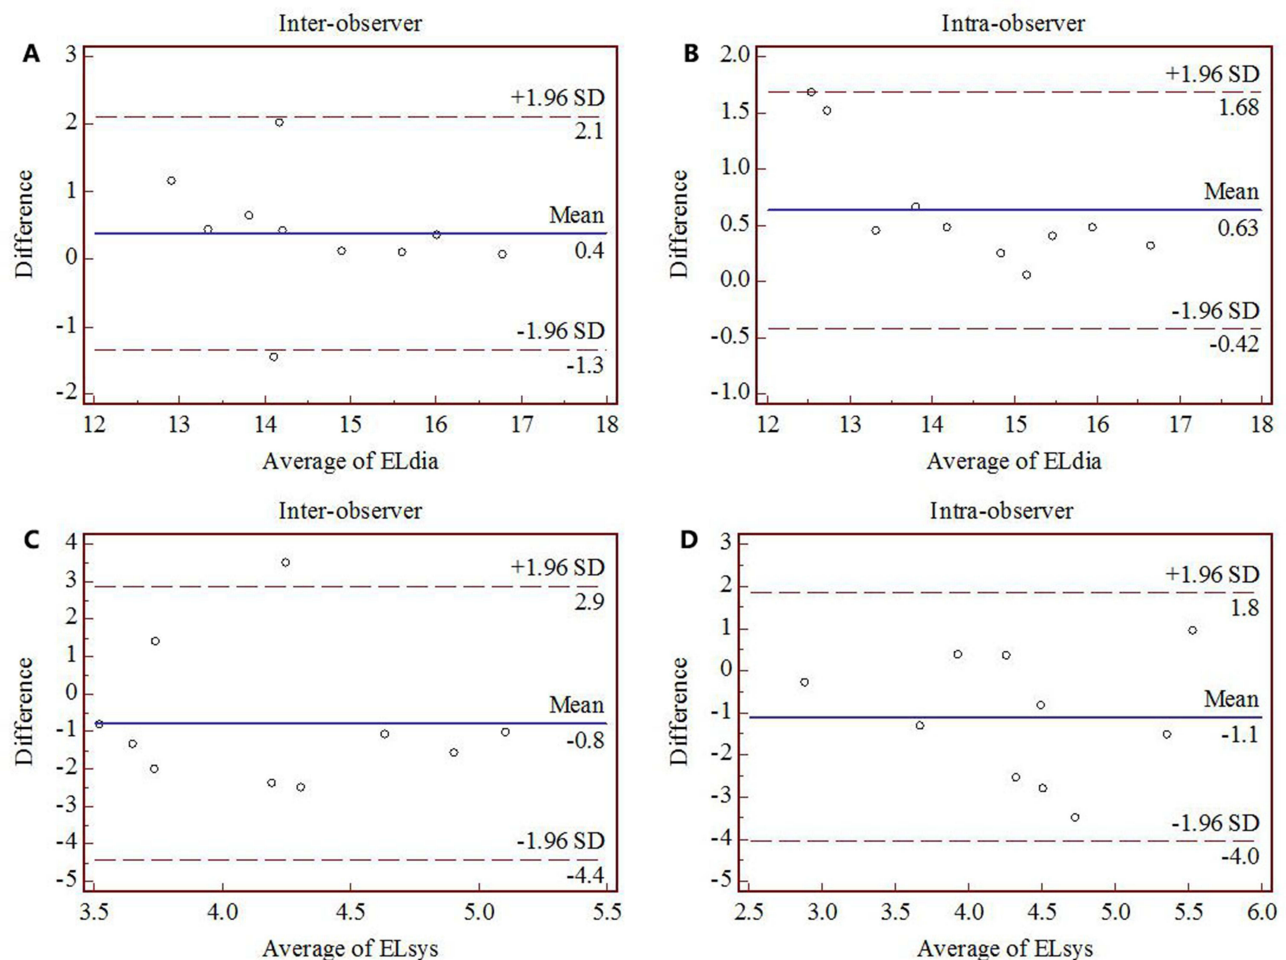 Inter-observer
A
3
2
1
0
-1
-2
Difference
+1.96 SD
2.1
Mean
0.4
-1.96 SD
-1.3
12 13 14 15 16 17 18
Average of ELdia
Intra-observer
B
2.0
1.5
1.0
0.5
0.0
-0.5
-1.0
Difference
+1.96 SD
1.68
Mean
0.63
-1.96 SD
-0.42
12 13 14 15 16 17 18
Average of ELdia
Inter-observer
C
4
3
2
1
0
-1
-2
-3
-4
-5
Difference
+1.96 SD
2.9
Mean
-0.8
-1.96 SD
-4.4
3.5 4.0 4.5 5.0 5.5
Average of ELsys
Intra-observer
D
3
2
1
0
-1
-2
-3
-4
-5
Difference
+1.96 SD
1.8
Mean
-1.1
-1.96 SD
-4.0
2.5 3.0 3.5 4.0 4.5 5.0 5.5 6.0
Average of ELsys